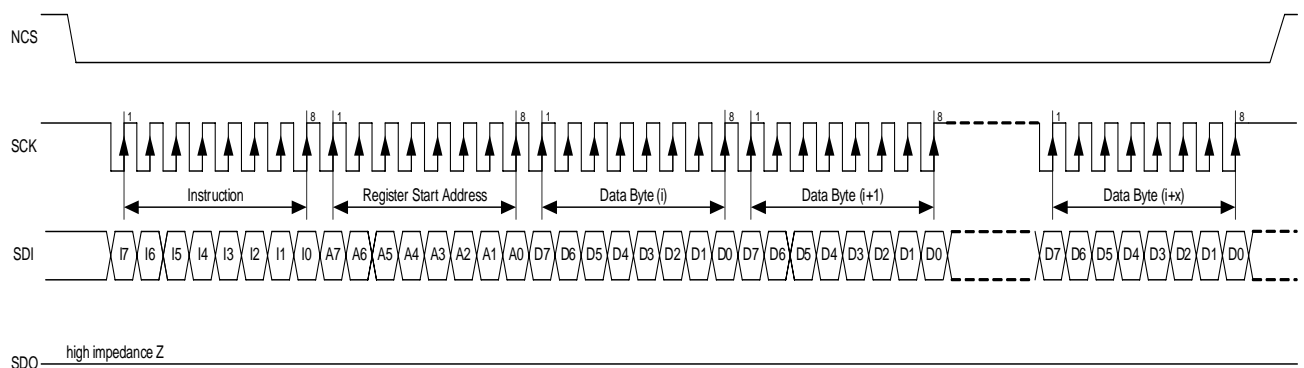 NCS
1 8 1 8 1 8 1 8 1 8
SCK
Instruction Register Start Address Data Byte (i) Data Byte (i+1) Data Byte (i+x)
SDI I7 I6 I5 I4 I3 I2 I1 I0 A7 A6 A5 A4 A3 A2 A1 A0 D7 D6 D5 D4 D3 D2 D1 D0 D7 D6 D5 D4 D3 D2 D1 D0 D7 D6 D5 D4 D3 D2 D1 D0
high impedance Z
SDO